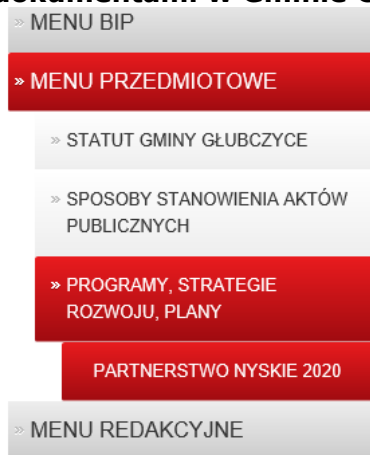 » MENU BIP
» MENU PRZEDMIOTOWE
» STATUT GMINY GŁUBCZYCE
» SPOSOBY STANOWIENIA AKTÓW
PUBLICZNYCH
» PROGRAMY, STRATEGIE
ROZWOJU, PLANY
PARTNERSTWO NYSKIE 2020
» MENU REDAKCYJNE